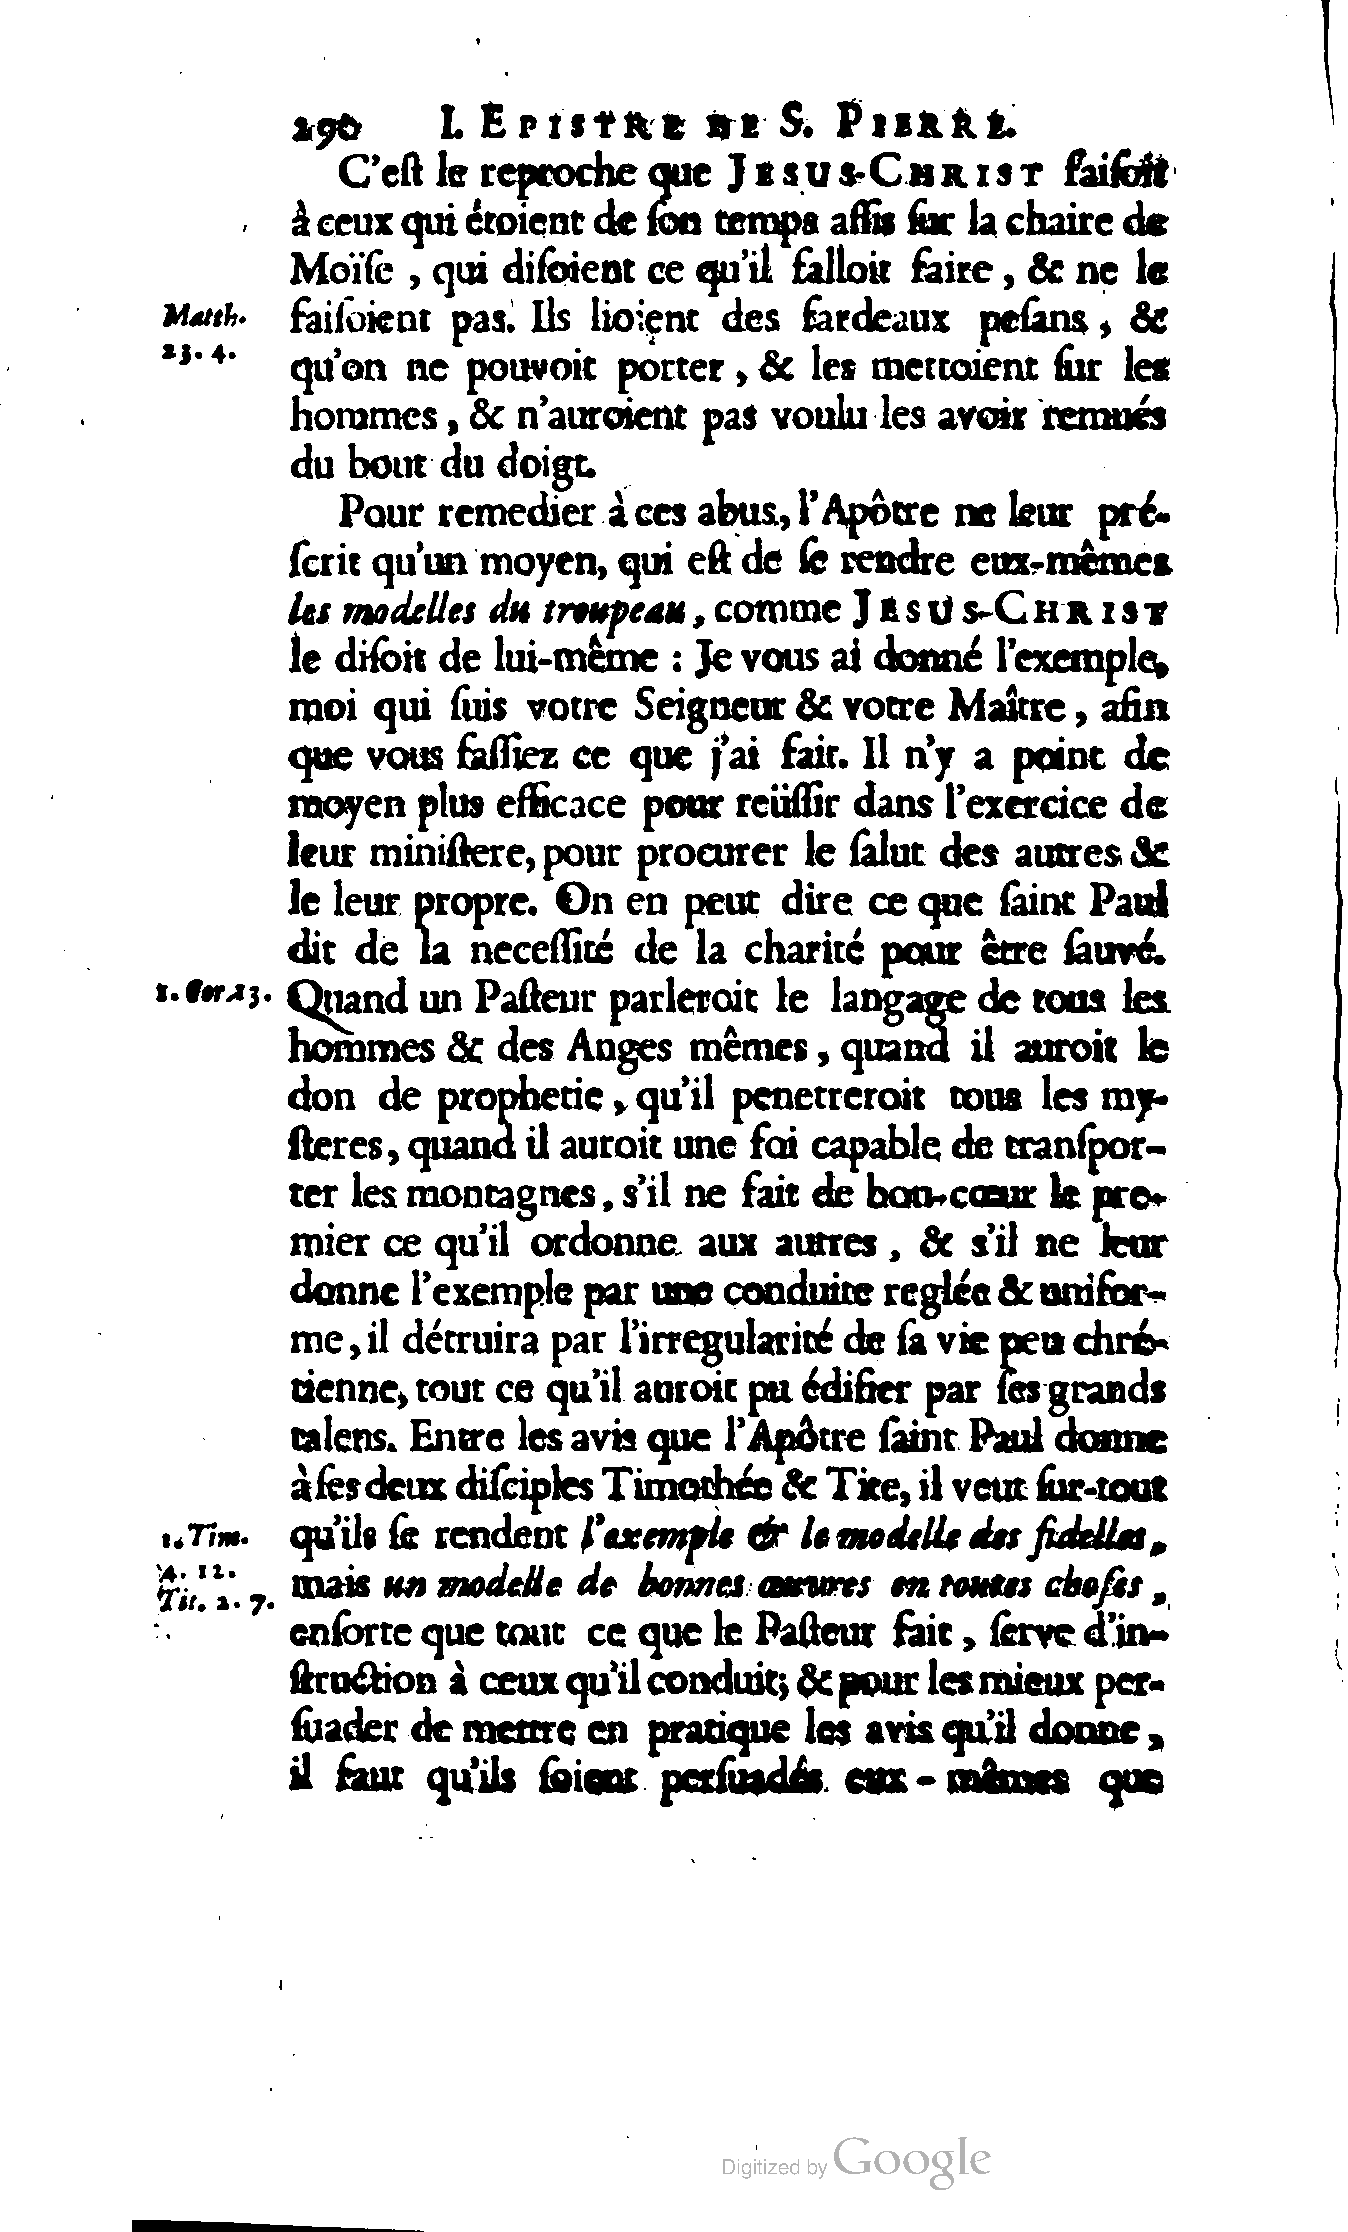 290 I. EPISTRE DE S. PIERRE.
C'eſt le reproche que JESUS-CHRIST faiſoit
à ceux qui étoient de ſon temps aſſis ſur la chaire de
Moïſe , qui diſoient ce qu'il falloit faire , & ne le
Matth.
23. 4.
faiſoient pas. Ils lioient des fardeaux peſans , &
qu'on ne pouvoit porter , & les mettoient ſur les
hommes , & n'auroient pas voulu les avoir remués
du bout du doigt.
Pour remedier à ces abus, l'Apôtre ne leur pré-
ſcrit qu'un moyen, qui eſt de ſe rendre eux-mêmes
les modelles du troupeau , comme JESUS-CHRIST
le diſoit de lui-même : Je vous ai donné l'exemple,
moi qui ſuis votre Seigneur & votre Maître , afin
que vous faſſiez ce que j'ai fait. Il n'y a point de
moyen plus efficace pour reüſſir dans l'exercice de
leur miniſtere, pour procurer le ſalut des autres &
le leur propre. On en peut dire ce que ſaint Paul
dit de la neceſſité de la charité pour être ſauvé.
1. Cor. 13.
Quand un Paſteur parleroit le langage de tous les
hommes & des Anges mêmes , quand il auroit le
don de prophetie , qu'il penetreroit tous les my-
ſteres, quand il auroit une foi capable de tranſpor-
ter les montagnes, s'il ne fait de bon-cœur le pre-
mier ce qu'il ordonne aux autres , & s'il ne leur
donne l'exemple par une conduite reglée & unifor-
me , il détruira par l'irregularité de ſa vie peu chré-
tienne, tout ce qu'il auroit pu édifier par ſes grands
talens. Entre les avis que l'Apôtre ſaint Paul donne
à ſes deux diſciples Timothée & Tite, il veut ſur-tout
1. Tim.
4. 12.
Tit. 2. 7.
qu'ils ſe rendent l'exemple & le modelle des fidelles,
mais un modelle de bonnes œuvres en toutes choſes ,
enſorte que tout ce que le Paſteur fait , ſerve d'in-
ſtruction à ceux qu'il conduit; & pour les mieux per-
ſuader de mettre en pratique les avis qu'il donne ,
il faut qu'ils ſoient perſuadés eux - mêmes que
Digitized by Google